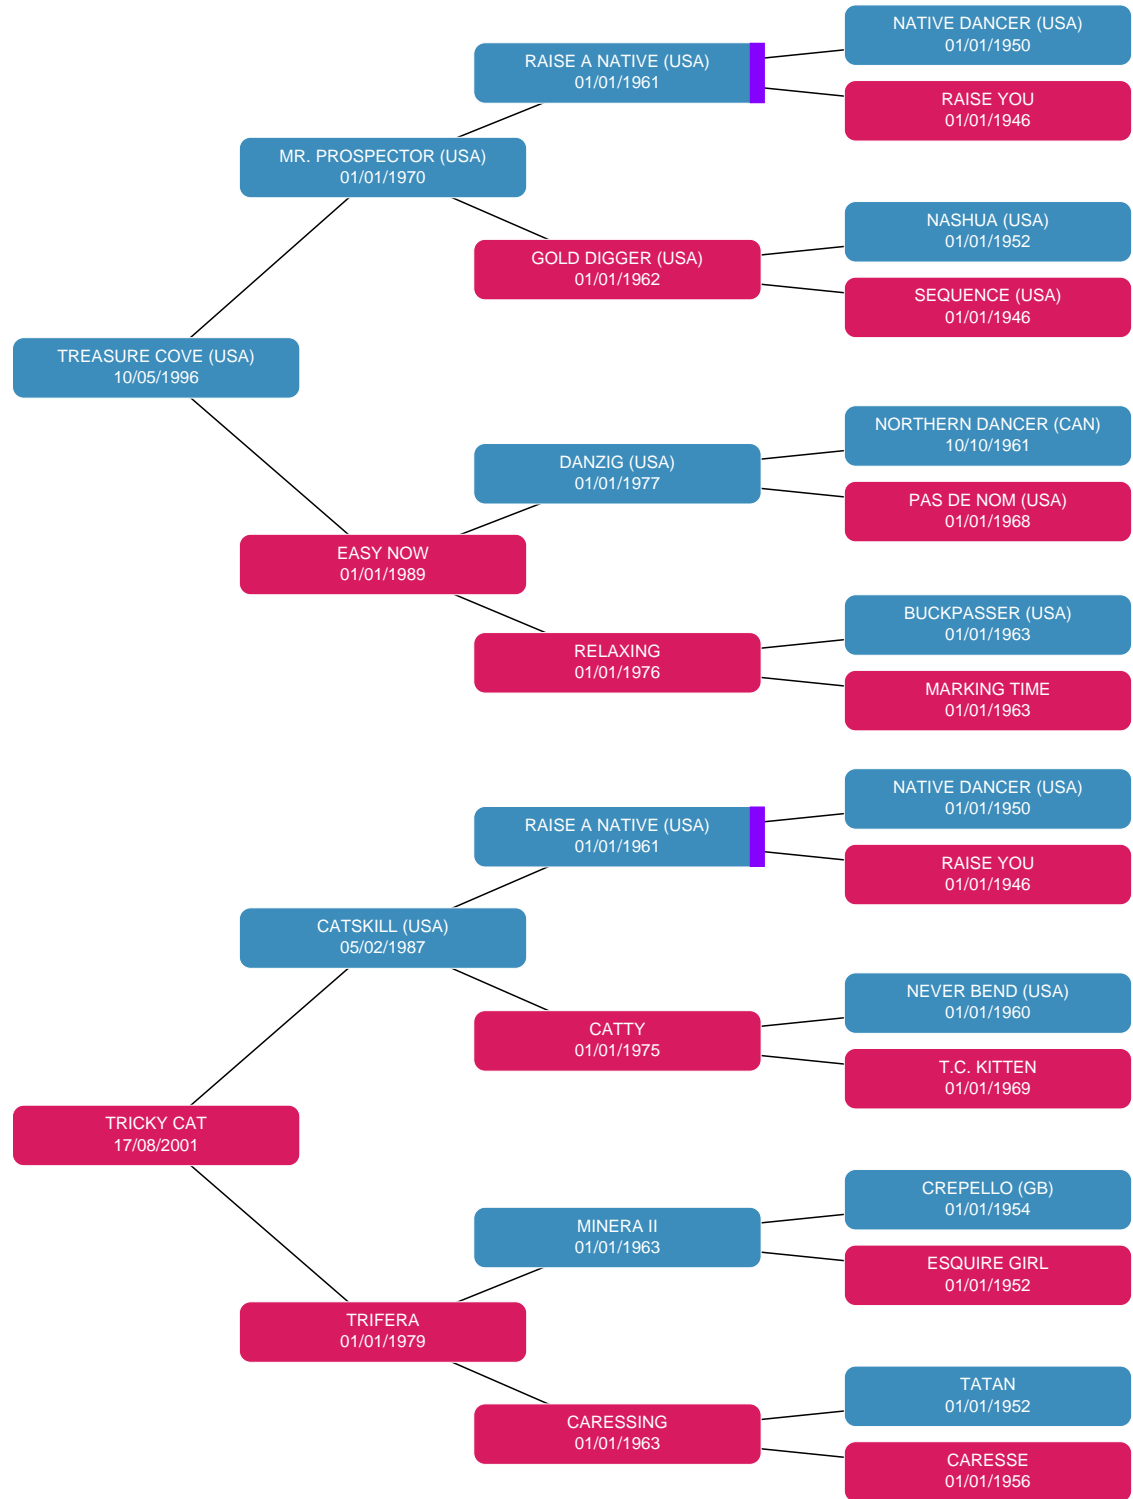 NATIVE DANCER (USA)
01/01/1950
RAISE A NATIVE (USA)
01/01/1961
RAISE YOU
01/01/1946
MR. PROSPECTOR (USA)
01/01/1970
NASHUA (USA)
01/01/1952
GOLD DIGGER (USA)
01/01/1962
SEQUENCE (USA)
01/01/1946
TREASURE COVE (USA)
10/05/1996
NORTHERN DANCER (CAN)
10/10/1961
DANZIG (USA)
01/01/1977
PAS DE NOM (USA)
01/01/1968
EASY NOW
01/01/1989
BUCKPASSER (USA)
01/01/1963
RELAXING
01/01/1976
MARKING TIME
01/01/1963
NATIVE DANCER (USA)
01/01/1950
RAISE A NATIVE (USA)
01/01/1961
RAISE YOU
01/01/1946
CATSKILL (USA)
05/02/1987
NEVER BEND (USA)
01/01/1960
CATTY
01/01/1975
T.C. KITTEN
01/01/1969
TRICKY CAT
17/08/2001
CREPELLO (GB)
01/01/1954
MINERA II
01/01/1963
ESQUIRE GIRL
01/01/1952
TRIFERA
01/01/1979
TATAN
01/01/1952
CARESSING
01/01/1963
CARESSE
01/01/1956